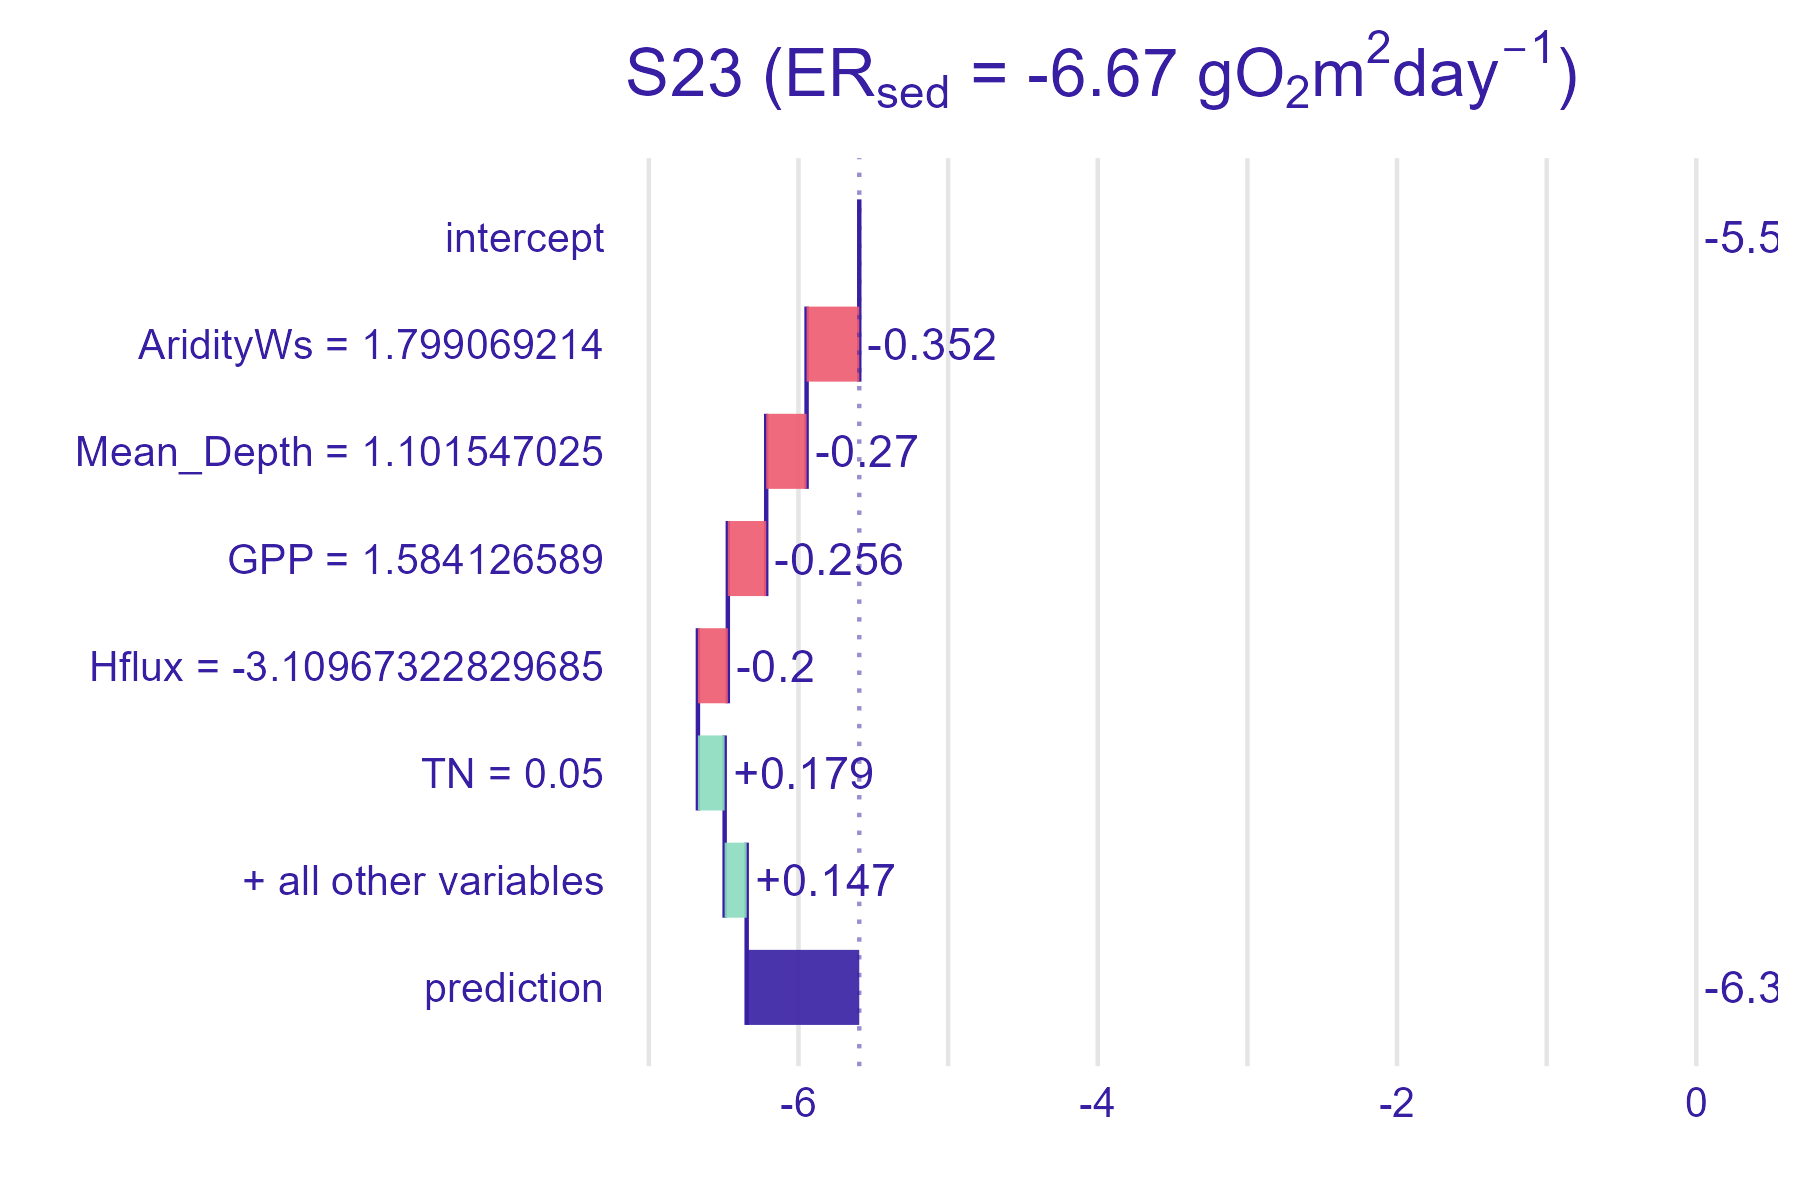 S23 (ERsed = -6.67 gO2m2day−1)
intercept -5.5
AridityWs = 1.799069214 -0.352
Mean_Depth = 1.101547025 -0.27
GPP = 1.584126589 -0.256
Hflux = -3.10967322829685 -0.2
TN = 0.05 +0.179
+ all other variables +0.147
prediction -6.3
-6 -4 -2 0